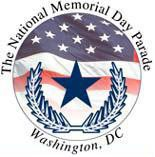 The National Memorial Day Parade
Washington, DC